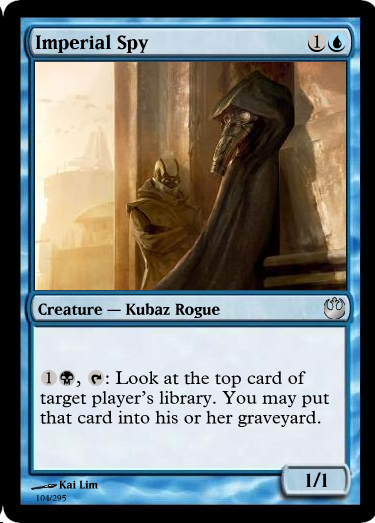 Imperial Spy 1
Creature — Kubaz Rogue
1, : Look at the top card of
target player's library. You may put
that card into his or her graveyard.
1/1
Kai Lim
104/295